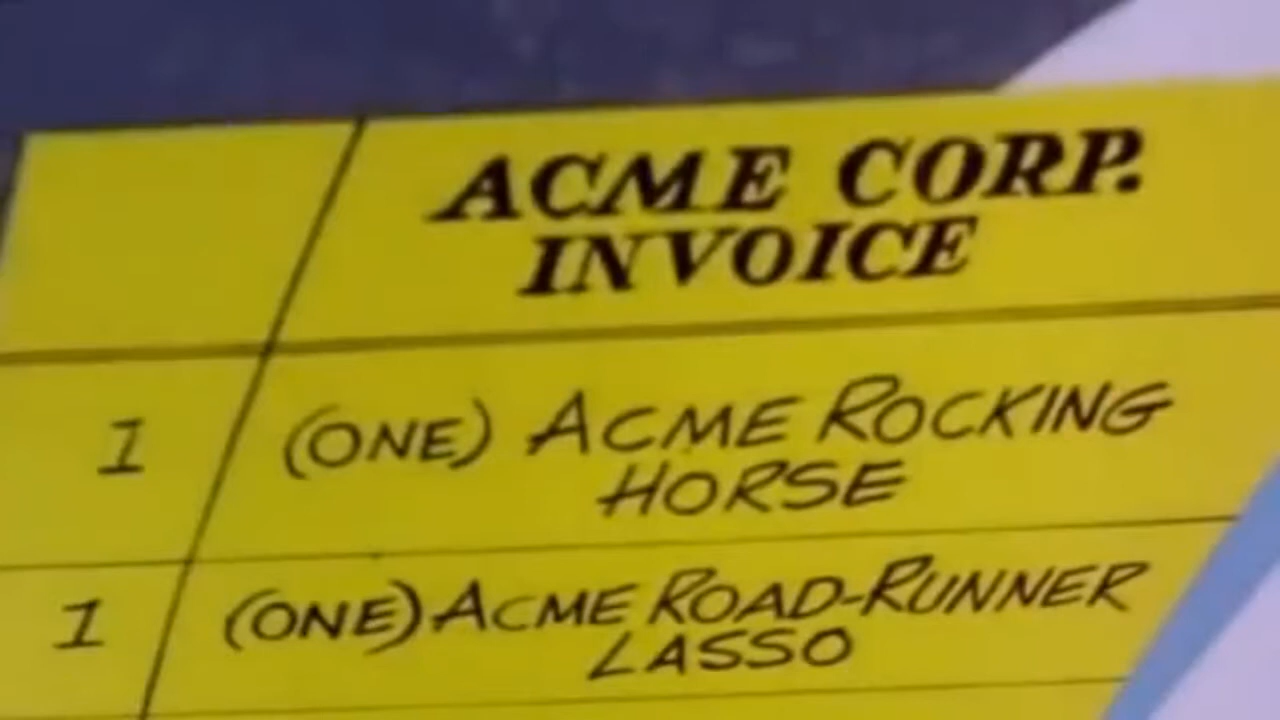 ACME CORP.
INVOICE
1 (ONE) ACME ROCKING
HORSE
1 (ONE) ACME ROAD-RUNNER
LASSO